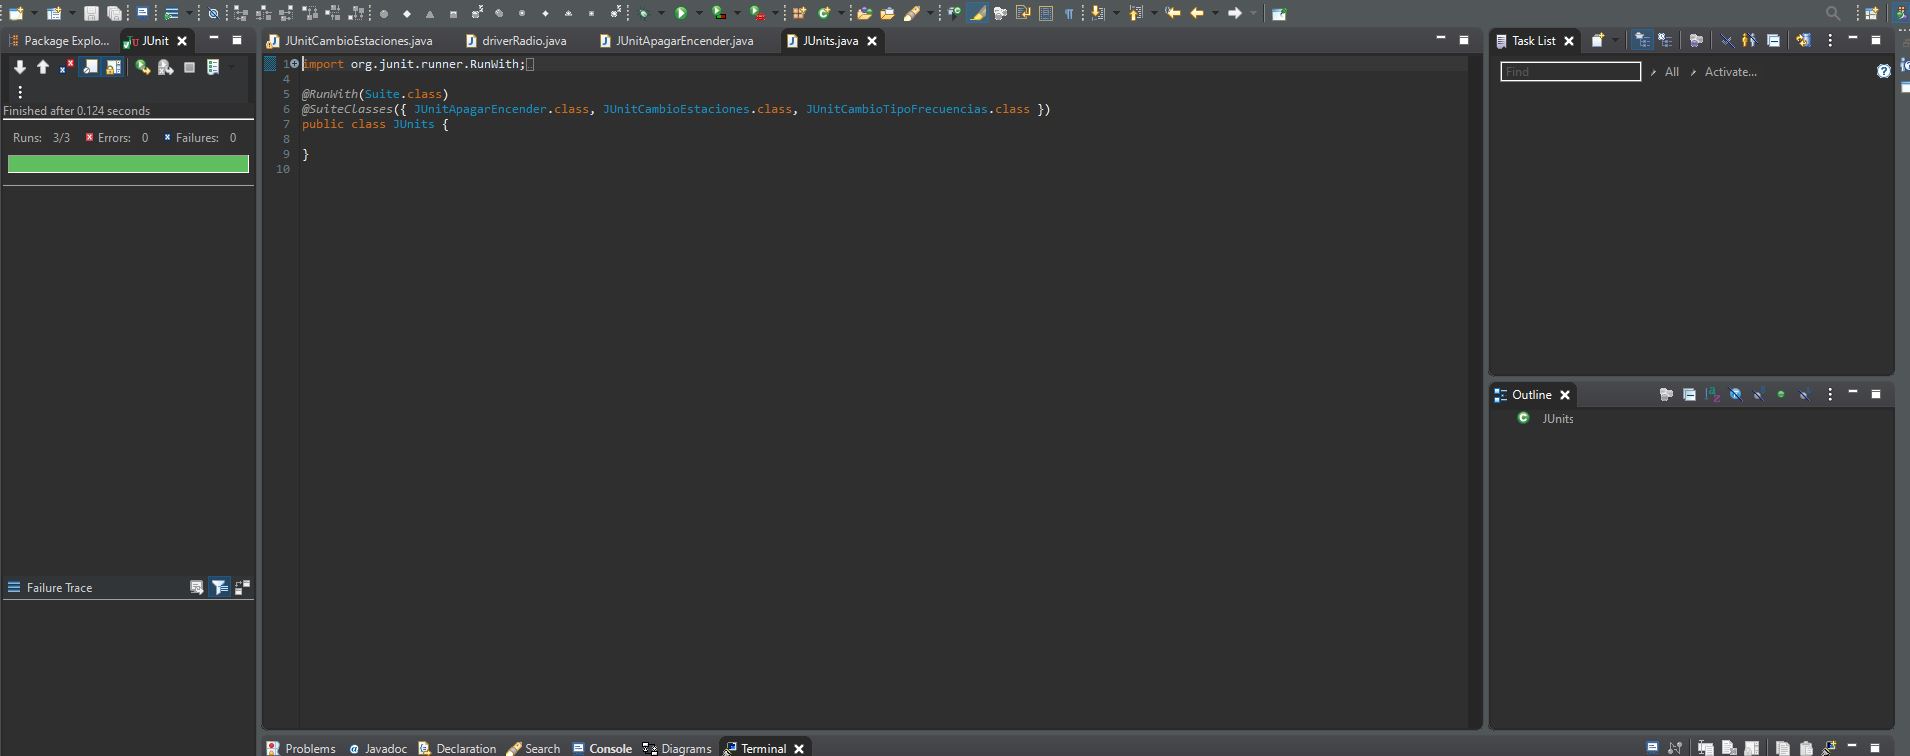 Package Explo... JUnit
JUnitCambioEstaciones.java driverRadio.java JUnitApagarEncender.java JUnits.java
Task List
Finished after 0.124 seconds
Runs: 3/3 Errors: 0 Failures: 0
Failure Trace
1 import org.junit.runner.RunWith;
4
5 @RunWith(Suite.class)
6 @SuiteClasses({ JUnitApagarEncender.class, JUnitCambioEstaciones.class, JUnitCambioTipoFrecuencias.class })
7 public class JUnits {
8
9 }
10
Find All Activate...
Outline
JUnits
Problems Javadoc Declaration Search Console Diagrams Terminal